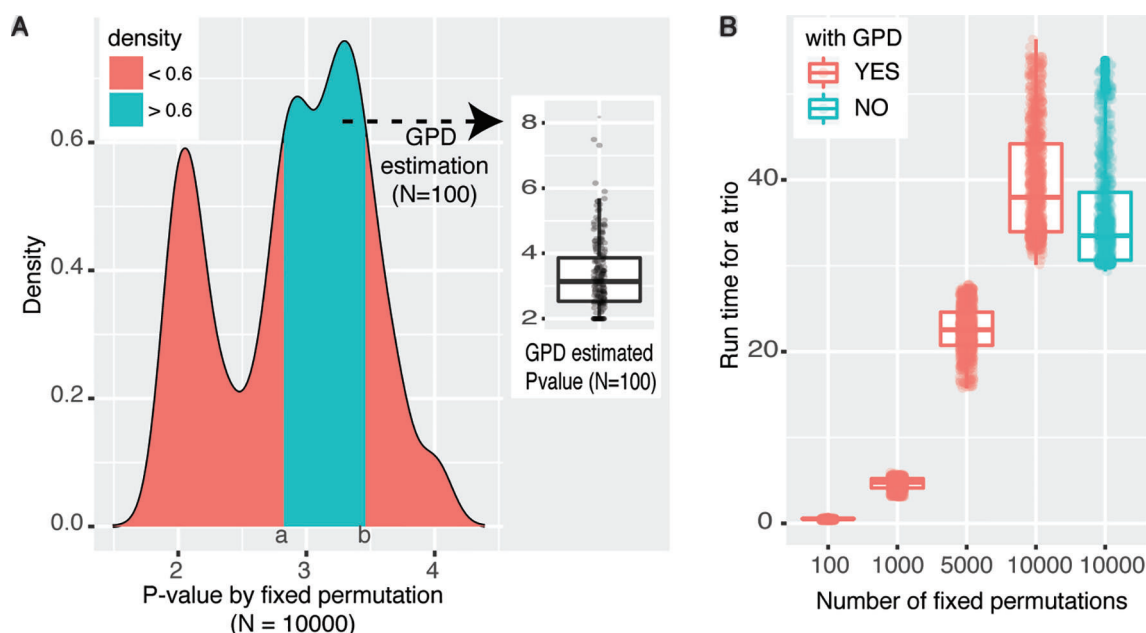 A
density
< 0.6
> 0.6
0.6
0.4
0.2
0.0
Density
a
b
2
3
4
P-value by fixed permutation
(N = 10000)
GPD
estimation
(N=100)
8
6
4
2
GPD estimated
Pvalue (N=100)
B
with GPD
YES
NO
Run time for a trio
40
20
0
100
1000
5000
10000
10000
Number of fixed permutations